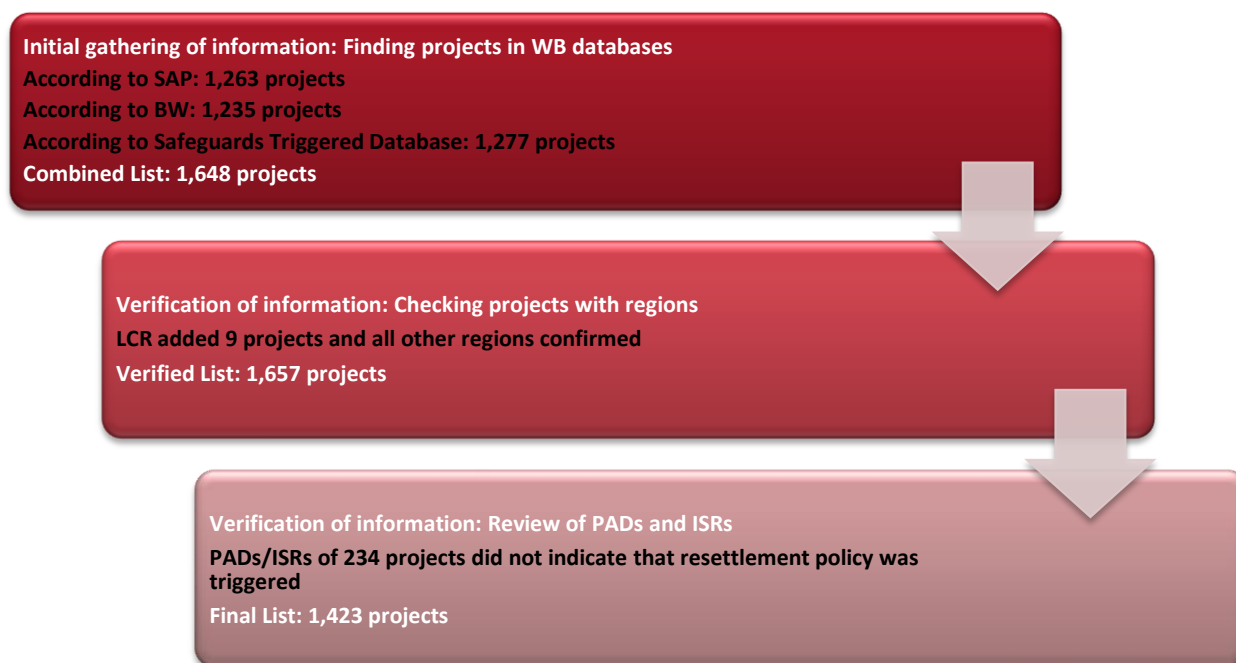 Initial gathering of information: Finding projects in WB databases
According to SAP: 1,263 projects
According to BW: 1,235 projects
According to Safeguards Triggered Database: 1,277 projects
Combined List: 1,648 projects
Verification of information: Checking projects with regions
LCR added 9 projects and all other regions confirmed
Verified List: 1,657 projects
Verification of information: Review of PADs and ISRs
PADs/ISRs of 234 projects did not indicate that resettlement policy was
triggered
Final List: 1,423 projects